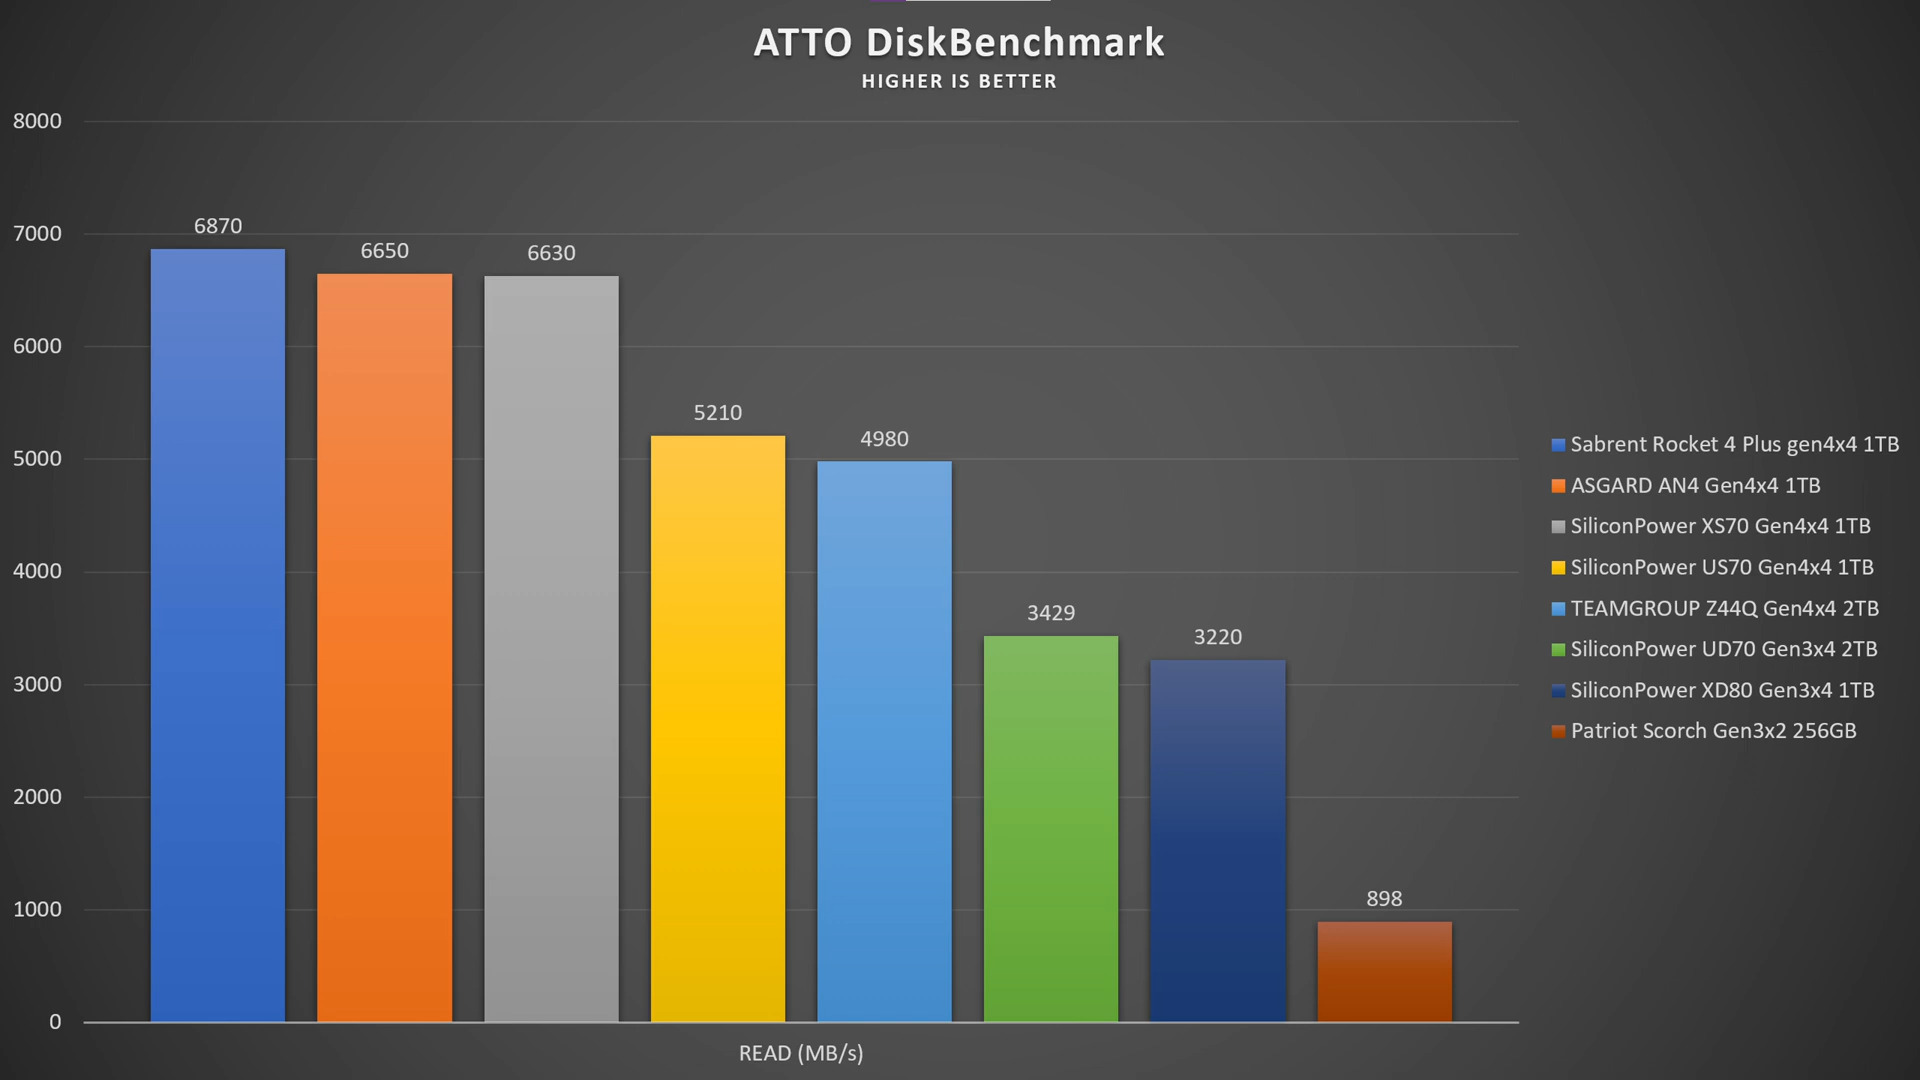 ATTO DiskBenchmark
HIGHER IS BETTER
8000
7000
6000
5000
4000
3000
2000
1000
0
6870
6650
6630
5210
4980
3429
3220
898
READ (MB/s)
Sabrent Rocket 4 Plus gen4x4 1TB
ASGARD AN4 Gen4x4 1TB
SiliconPower XS70 Gen4x4 1TB
SiliconPower US70 Gen4x4 1TB
TEAMGROUP Z44Q Gen4x4 2TB
SiliconPower UD70 Gen3x4 2TB
SiliconPower XD80 Gen3x4 1TB
Patriot Scorch Gen3x2 256GB